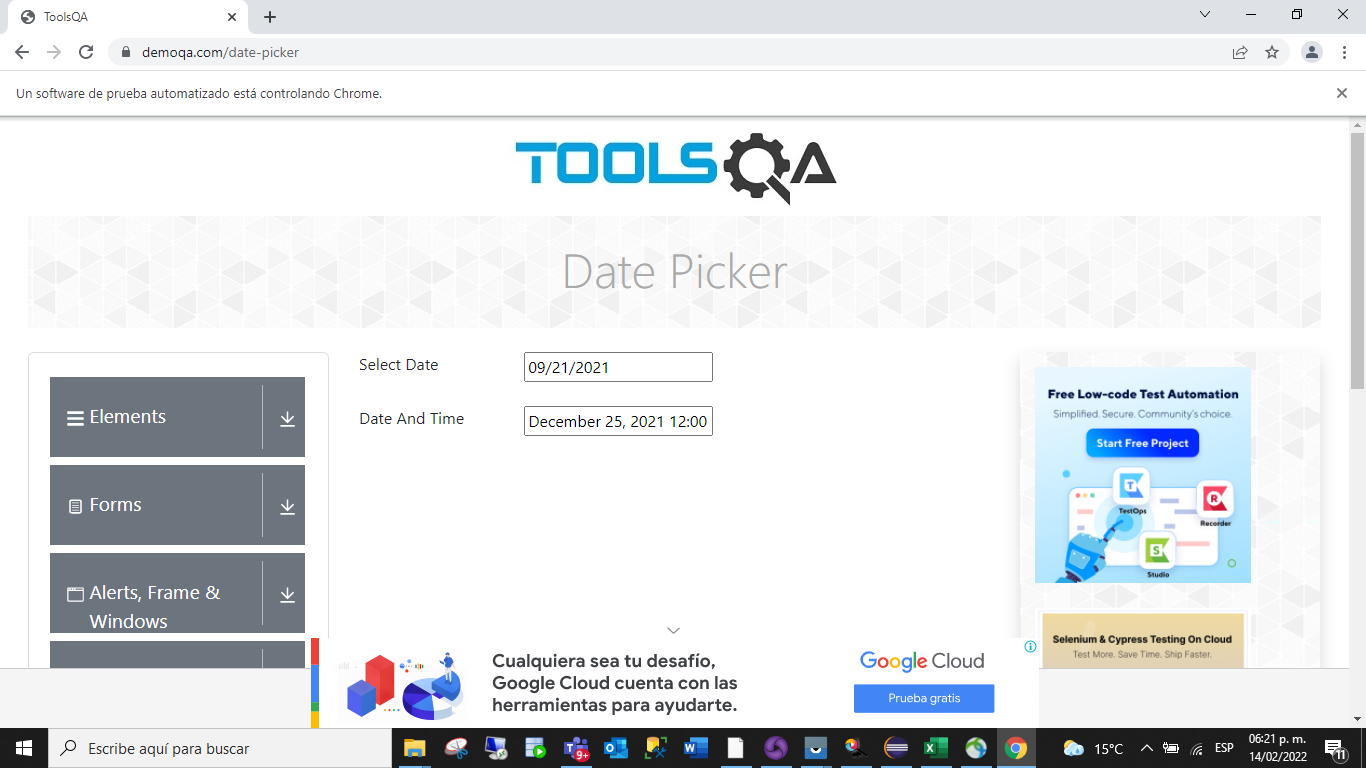 ToolsQA
demoqa.com/date-picker
Un software de prueba automatizado está controlando Chrome.
TOOLSQA
Date Picker
Elements
Forms
Alerts, Frame &
Windows
Select Date
09/21/2021
Date And Time
December 25, 2021 12:00
Free Low-code Test Automation
Simplified. Secure. Community's choice.
Start Free Project
TestOps
Recorder
Studio
Selenium & Cypress Testing On Cloud
Test More. Save Time. Ship Faster.
Cualquiera sea tu desafío,
Google Cloud cuenta con las
herramientas para ayudarte.
Google Cloud
Prueba gratis
Escribe aquí para buscar
9+
15°C
ESP
06:21 p. m.
14/02/2022
11